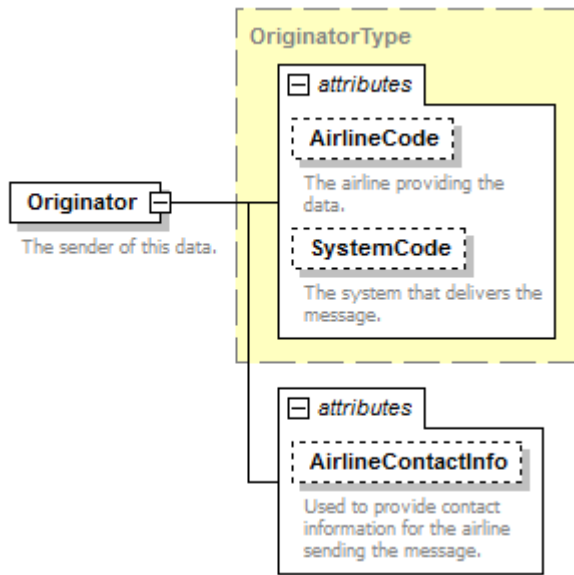 OriginatorType
attributes
AirlineCode
The airline providing the
data.
Originator
The sender of this data.
SystemCode
The system that delivers the
message.
attributes
AirlineContactInfo
Used to provide contact
information for the airline
sending the message.